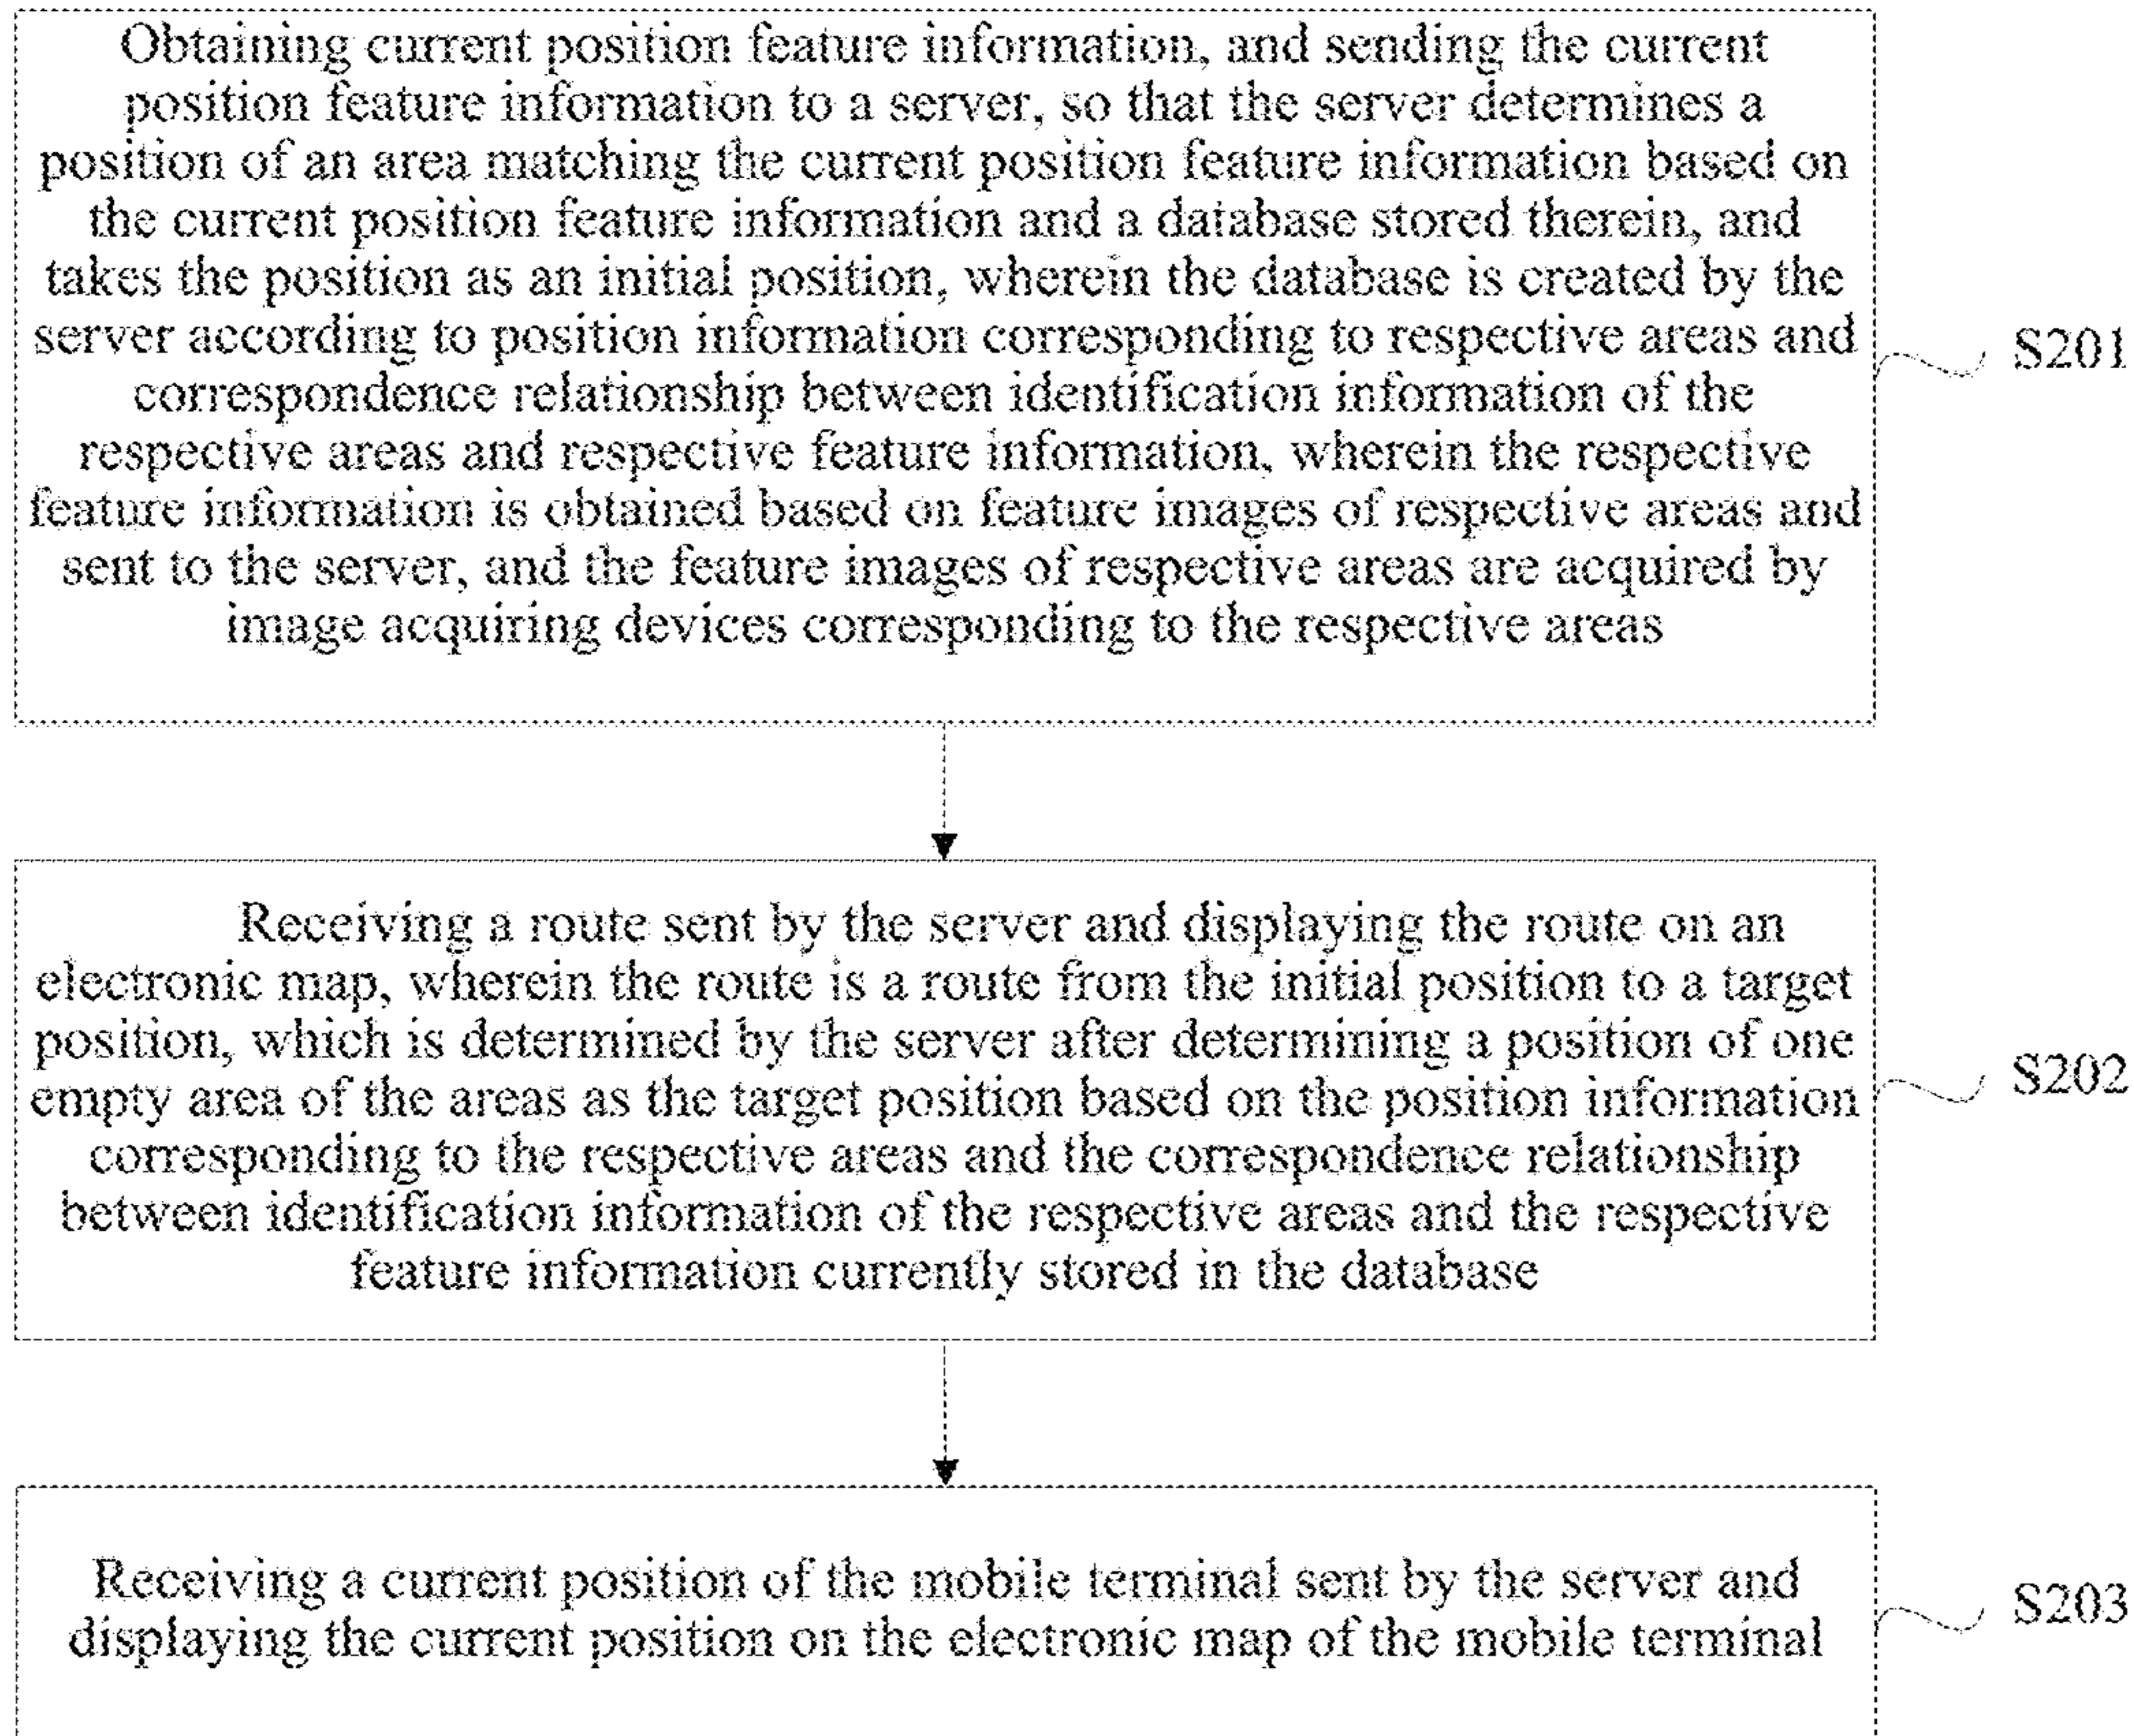 Obtaining current position feature information, and sending the current
position feature information to a server, so that the server determines a
position of an area matching the current position feature information based on
the current position feature information and a database stored therein, and
takes the position as an initial position, wherein the database is created by the
server according to position information corresponding to respective areas and
correspondence relationship between identification information of the
respective areas and respective feature information, wherein the respective
feature information is obtained based on feature images of respective areas and
sent to the server, and the feature images of respective areas are acquired by
image acquiring devices corresponding to the respective areas
S201
Receiving a route sent by the server and displaying the route on an
electronic map, wherein the route is a route from the initial position to a target
position, which is determined by the server after determining a position of one
empty area of the areas as the target position based on the position information
corresponding to the respective areas and the correspondence relationship
between identification information of the respective areas and the respective
feature information currently stored in the database
S202
Receiving a current position of the mobile terminal sent by the server and
displaying the current position on the electronic map of the mobile terminal
S203